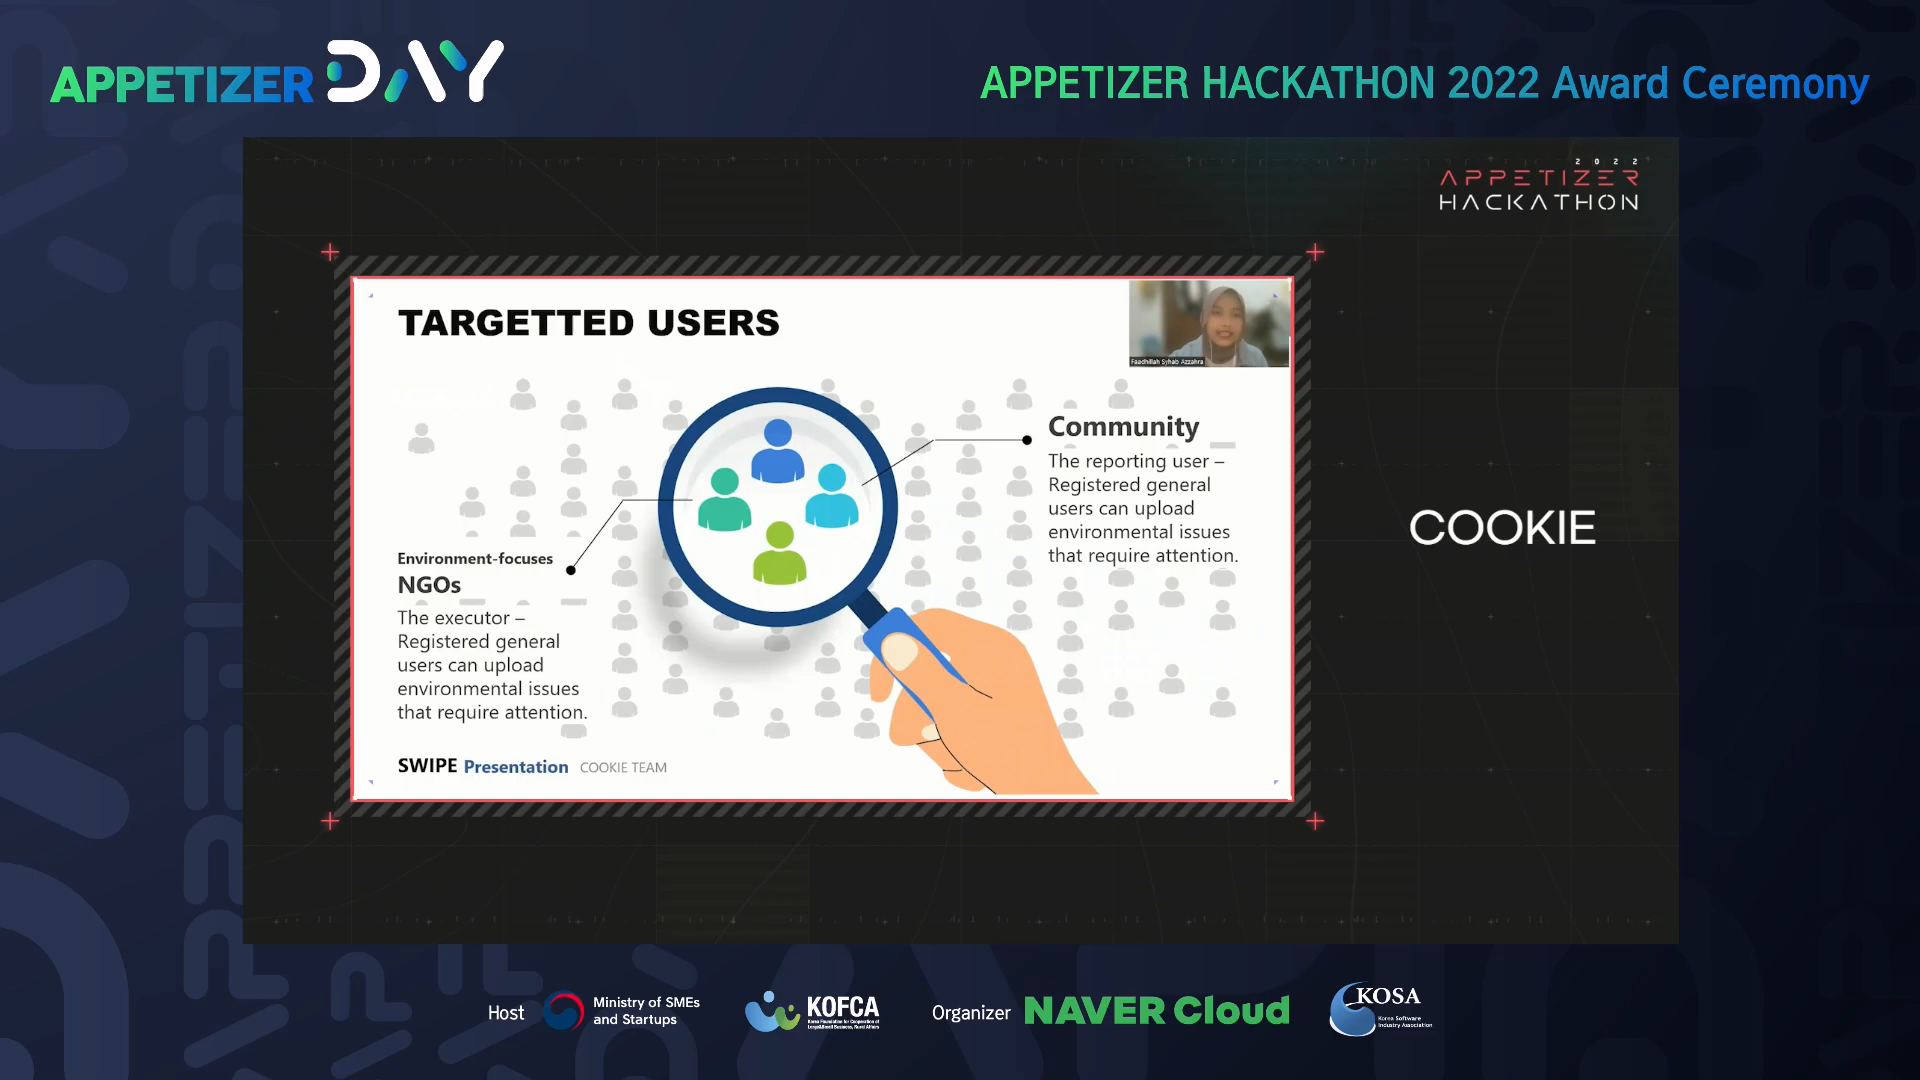 APPETIZER DAY
APPETIZER HACKATHON 2022 Award Ceremony
2022
APPETIZER
HACKATHON
TARGETTED USERS
Faadhillah Syhab Azzahra
Community
The reporting user –
Registered general
users can upload
environmental issues
that require attention.
Environment-focuses
NGOs
The executor –
Registered general
users can upload
environmental issues
that require attention.
SWIPE Presentation COOKIE TEAM
COOKIE
Host
Ministry of SMEs
and Startups
KOFCA
Korea Foundation for Cooperation of
Large&Small Business, Rural Affairs
Organizer
NAVER Cloud
KOSA
Korea Software
Industry Association